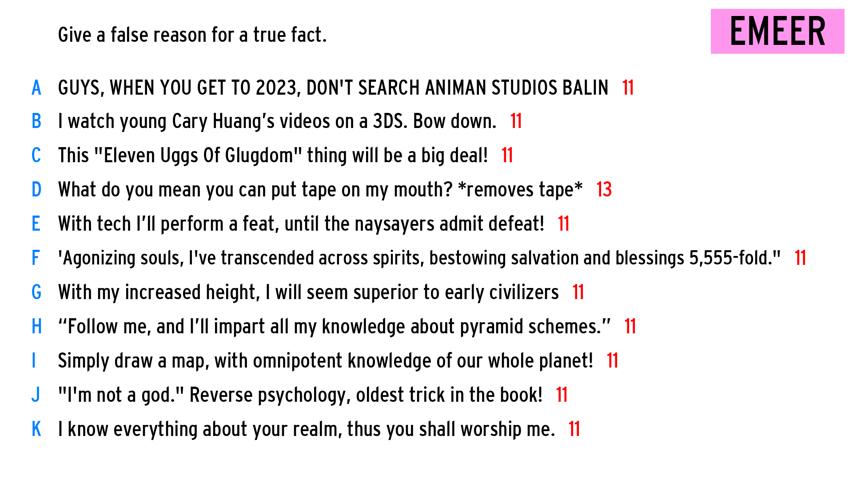 Give a false reason for a true fact.
EMEER
A GUYS, WHEN YOU GET TO 2023, DON'T SEARCH ANIMAN STUDIOS BALIN 11
B I watch young Cary Huang’s videos on a 3DS. Bow down. 11
C This "Eleven Uggs Of Glugdom" thing will be a big deal! 11
D What do you mean you can put tape on my mouth? *removes tape* 13
E With tech I’ll perform a feat, until the naysayers admit defeat! 11
F 'Agonizing souls, I've transcended across spirits, bestowing salvation and blessings 5,555-fold." 11
G With my increased height, I will seem superior to early civilizers 11
H “Follow me, and I’ll impart all my knowledge about pyramid schemes.” 11
I Simply draw a map, with omnipotent knowledge of our whole planet! 11
J "I'm not a god." Reverse psychology, oldest trick in the book! 11
K I know everything about your realm, thus you shall worship me. 11